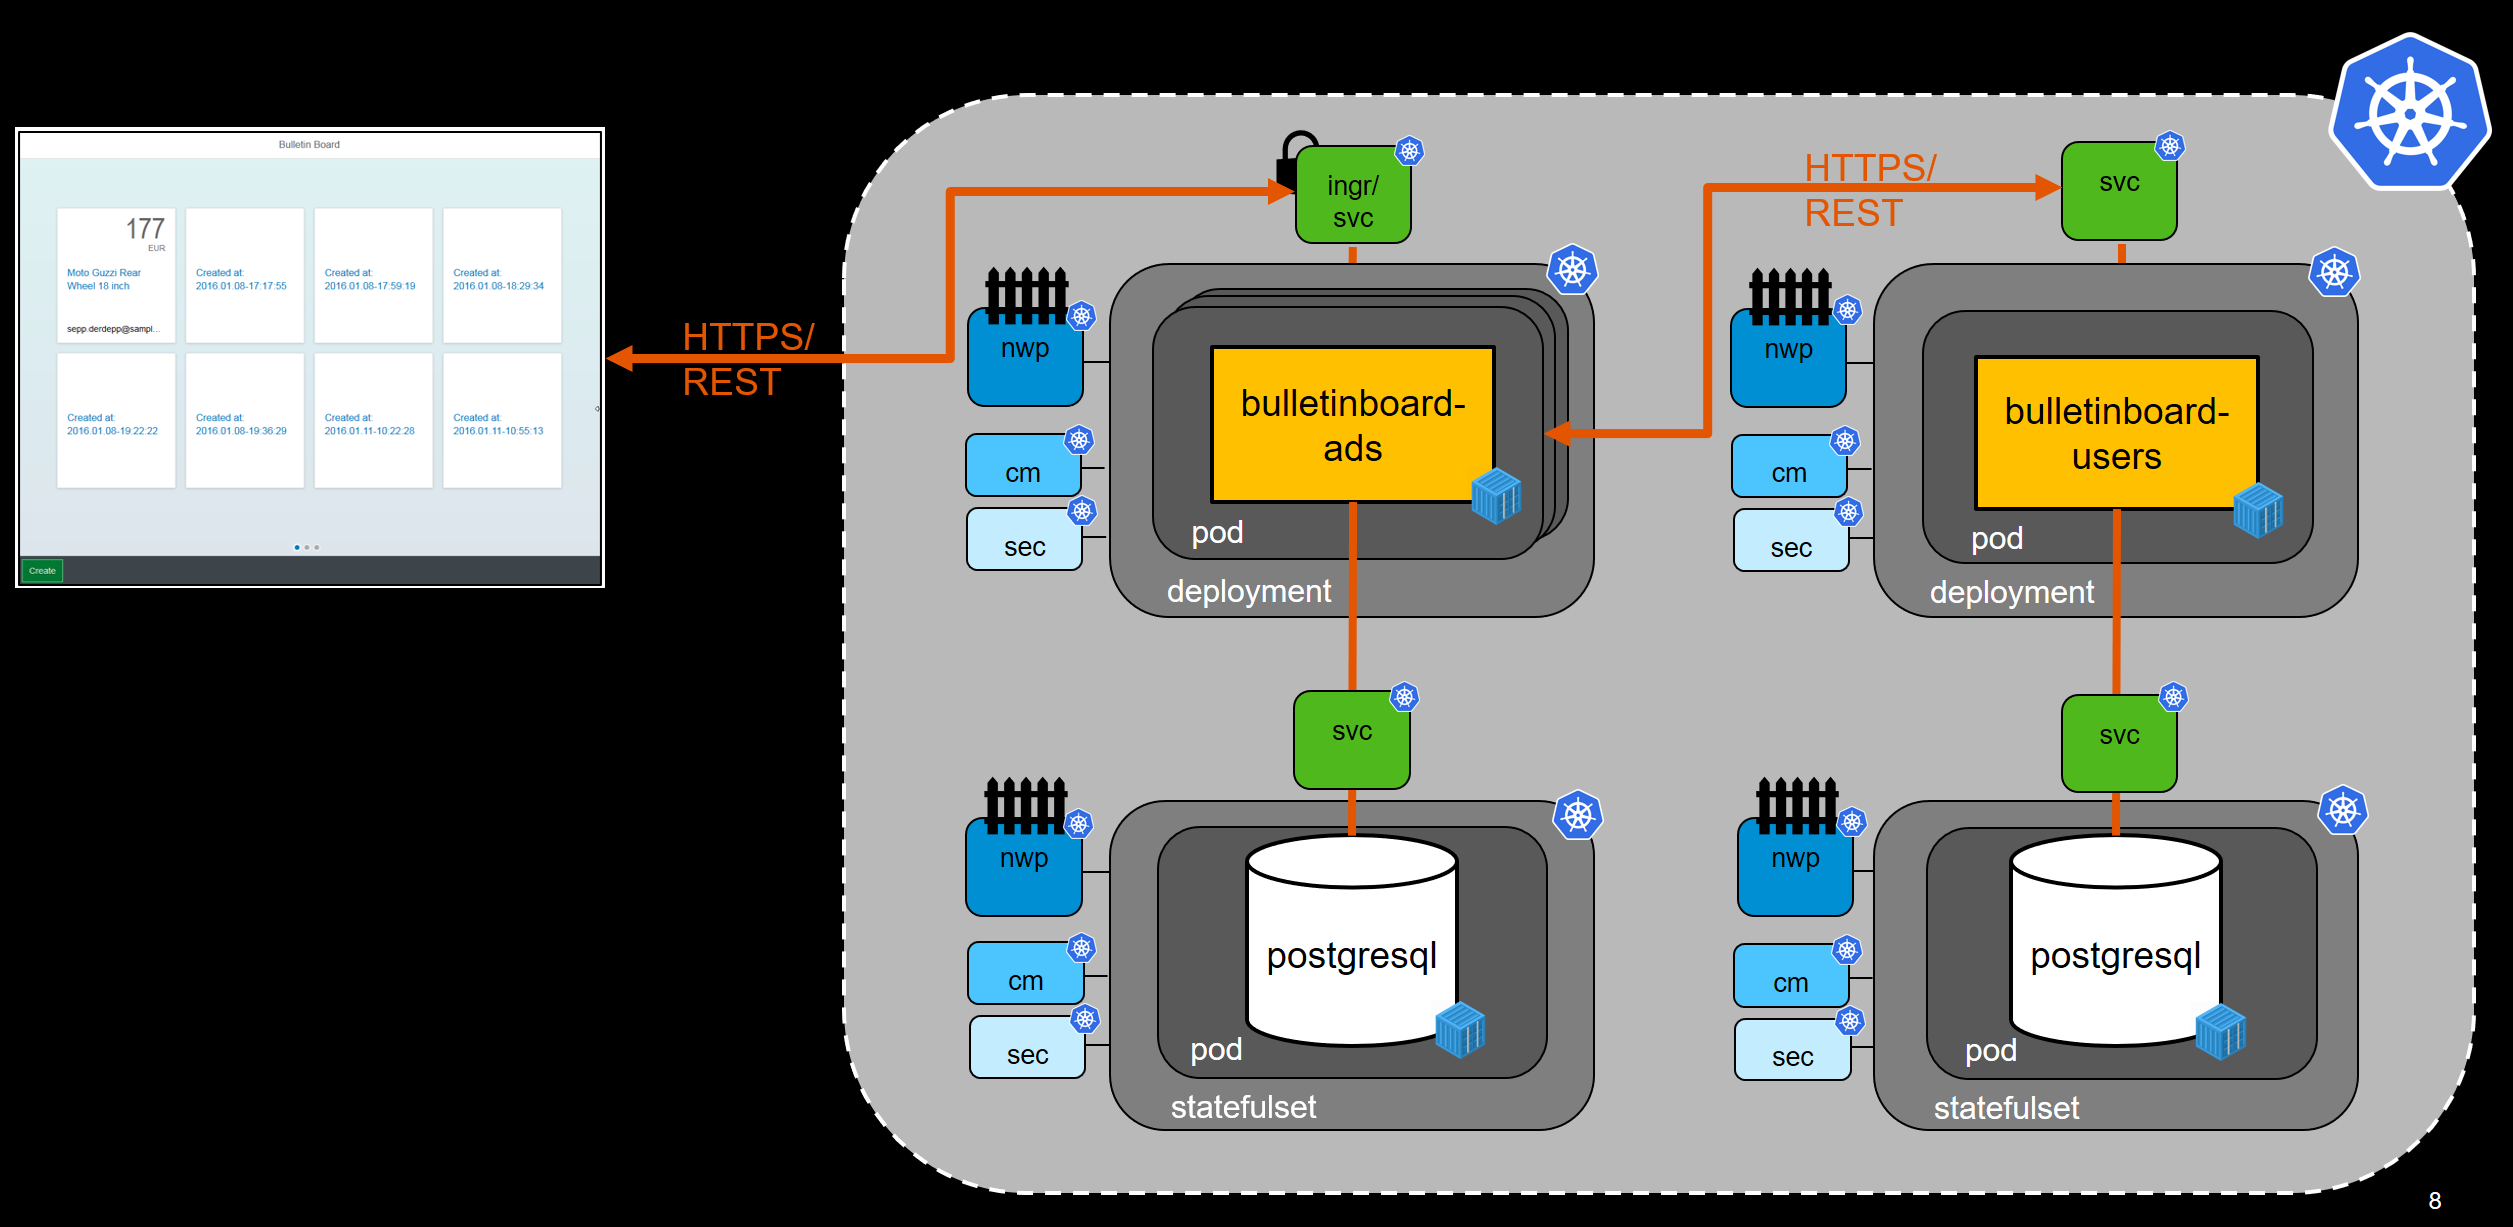 Bulletin Board
177
EUR
Moto Guzzi Rear
Wheel 18 inch
sepp.derdepp@sampl...
Created at:
2016.01.08-17:17:55
Created at:
2016.01.08-17:59:19
Created at:
2016.01.08-18:29:34
Created at:
2016.01.08-19:22:22
Created at:
2016.01.08-19:36:29
Created at:
2016.01.11-10:22:28
Created at:
2016.01.11-10:55:13
Create
HTTPS/
REST
ingr/
svc
nwp
cm
sec
bulletinboard-
ads
pod
deployment
HTTPS/
REST
svc
nwp
cm
sec
bulletinboard-
users
pod
deployment
svc
nwp
cm
sec
postgresql
pod
statefulset
svc
nwp
cm
sec
postgresql
pod
statefulset
8